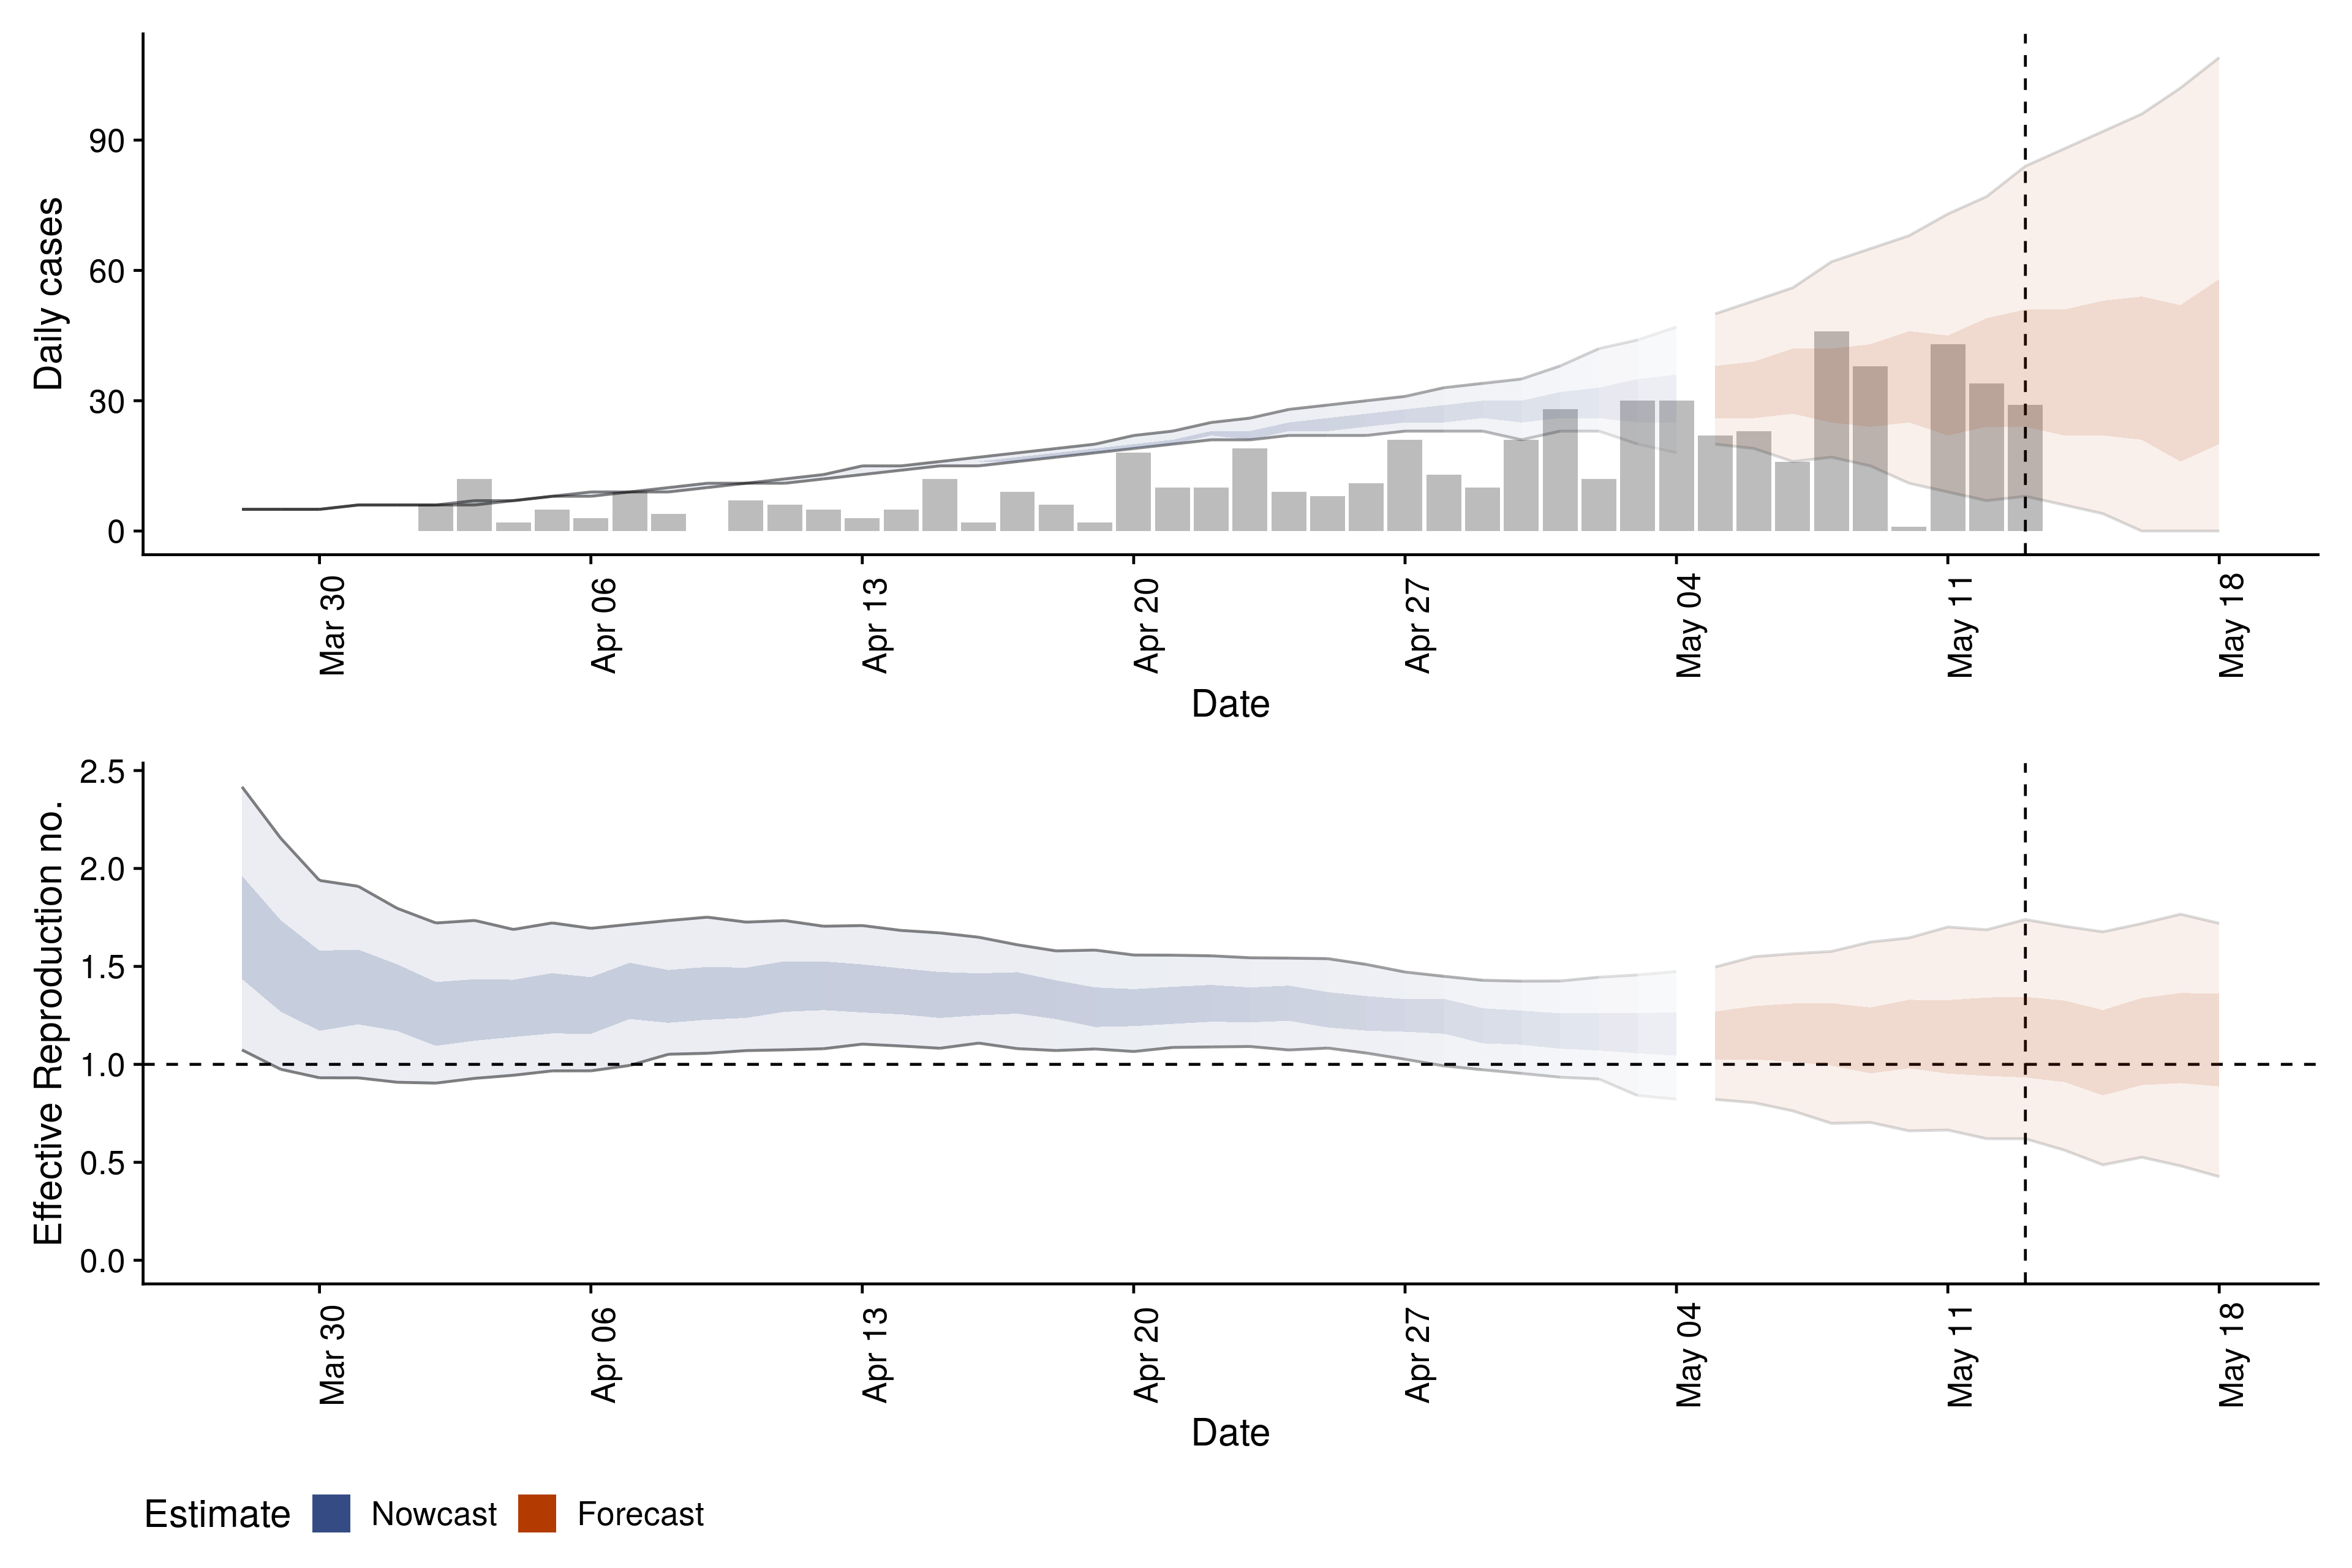 Daily cases
90
60
30
0
Mar 30
Apr 06
Apr 13
Apr 20
Apr 27
May 04
May 11
May 18
Date
Effective Reproduction no.
2.5
2.0
1.5
1.0
0.5
0.0
Mar 30
Apr 06
Apr 13
Apr 20
Apr 27
May 04
May 11
May 18
Date
Estimate Nowcast Forecast